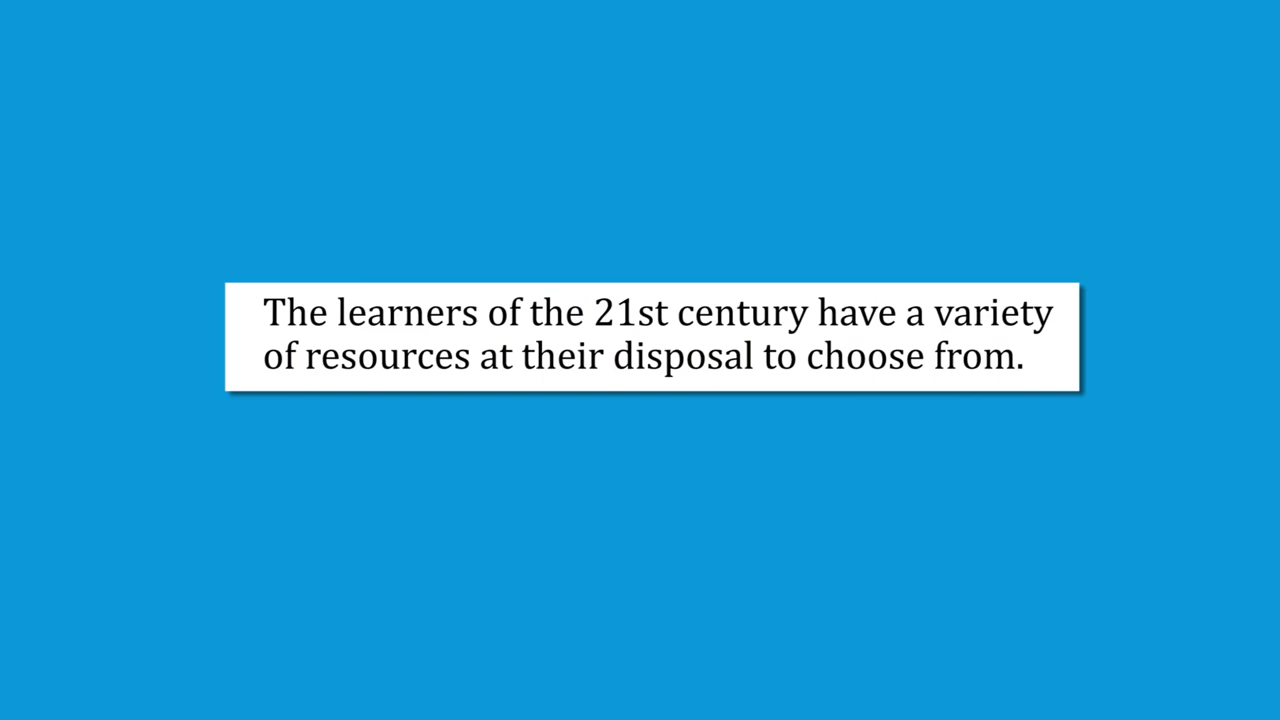 The learners of the 21st century have a variety
of resources at their disposal to choose from.